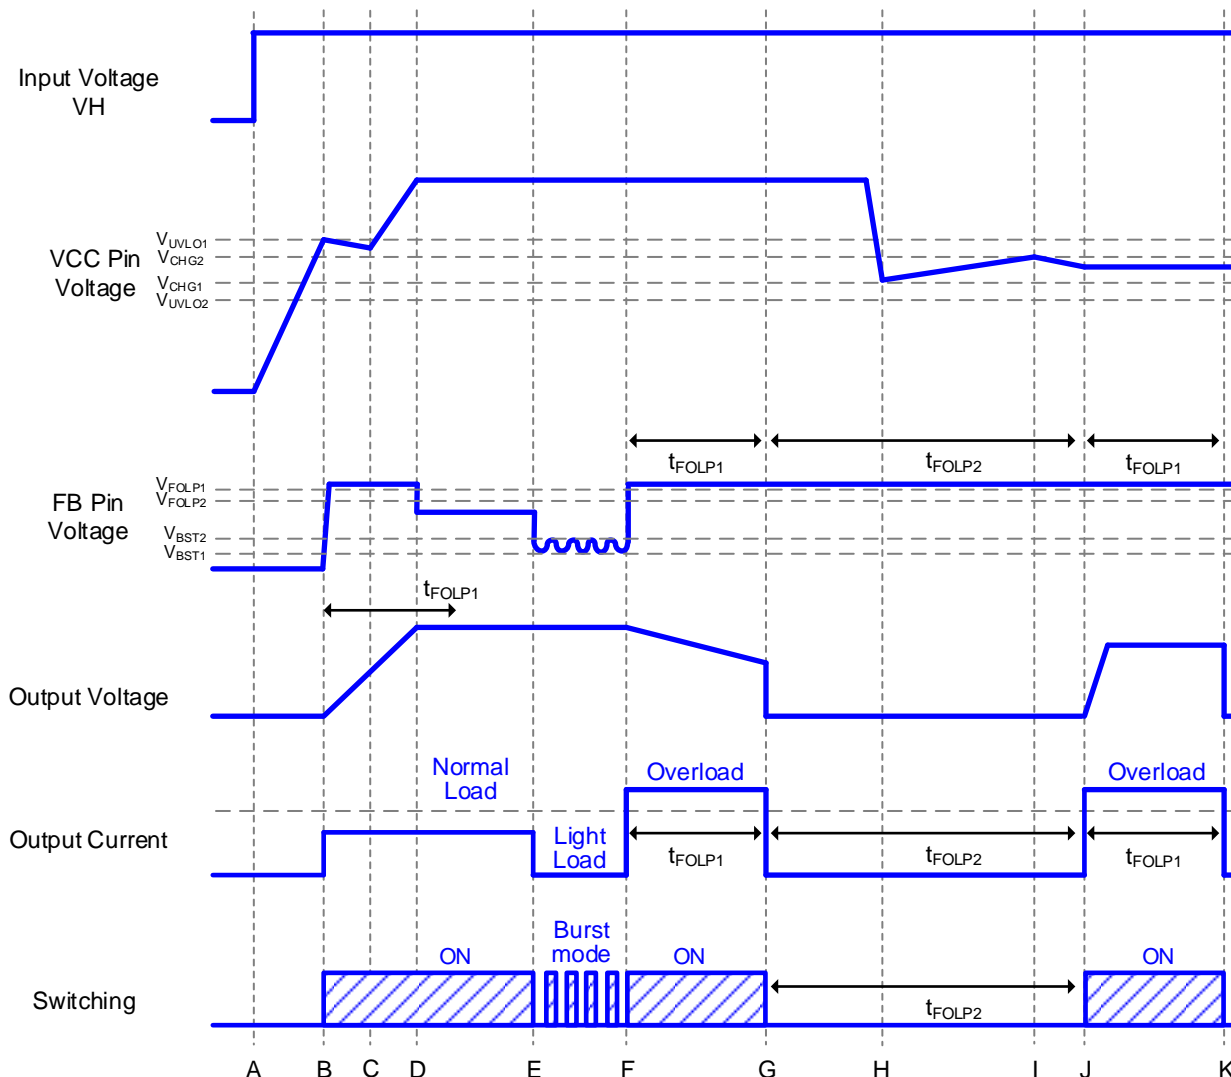 Input Voltage
VH
VCC Pin
Voltage
VUVLO1
VCHG2
VCHG1
VUVLO2
tFOLP1
tFOLP2
tFOLP1
FB Pin
Voltage
VFOLP1
VFOLP2
VBST2
VBST1
tFOLP1
Output Voltage
Normal
Load
Overload
Overload
Output Current
Light
Load
tFOLP1
tFOLP2
tFOLP1
Burst
mode
ON
ON
ON
Switching
tFOLP2
A B C D E F G H I J K